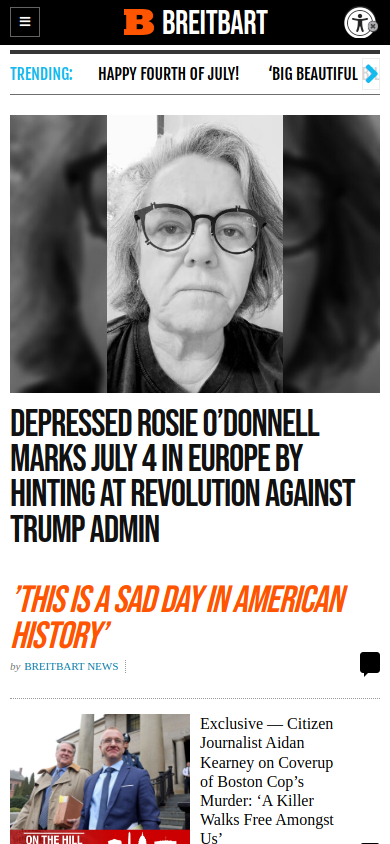 BREITBART
TRENDING:
HAPPY FOURTH OF JULY!
‘BIG BEAUTIFUL
DEPRESSED ROSIE O’DONNELL
MARKS JULY 4 IN EUROPE BY
HINTING AT REVOLUTION AGAINST
TRUMP ADMIN
’THIS IS A SAD DAY IN AMERICAN
HISTORY’
by BREITBART NEWS
Exclusive — Citizen
Journalist Aidan
Kearney on Coverup
of Boston Cop’s
Murder: ‘A Killer
Walks Free Amongst
Us’
ON THE HILL